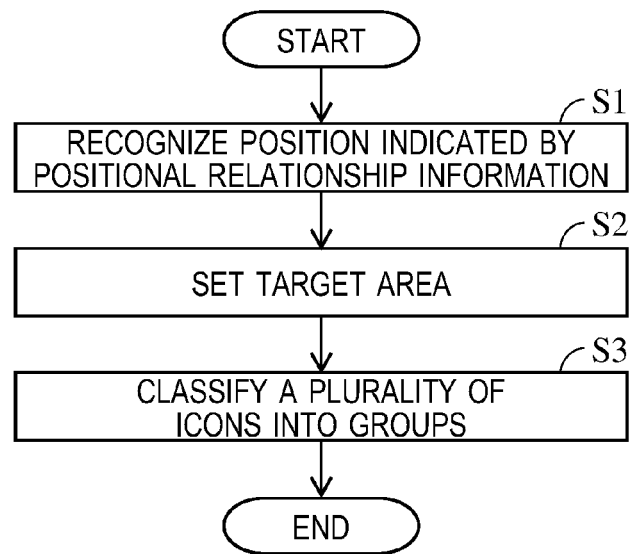 START
S1
RECOGNIZE POSITION INDICATED BY
POSITIONAL RELATIONSHIP INFORMATION
S2
SET TARGET AREA
S3
CLASSIFY A PLURALITY OF
ICONS INTO GROUPS
END